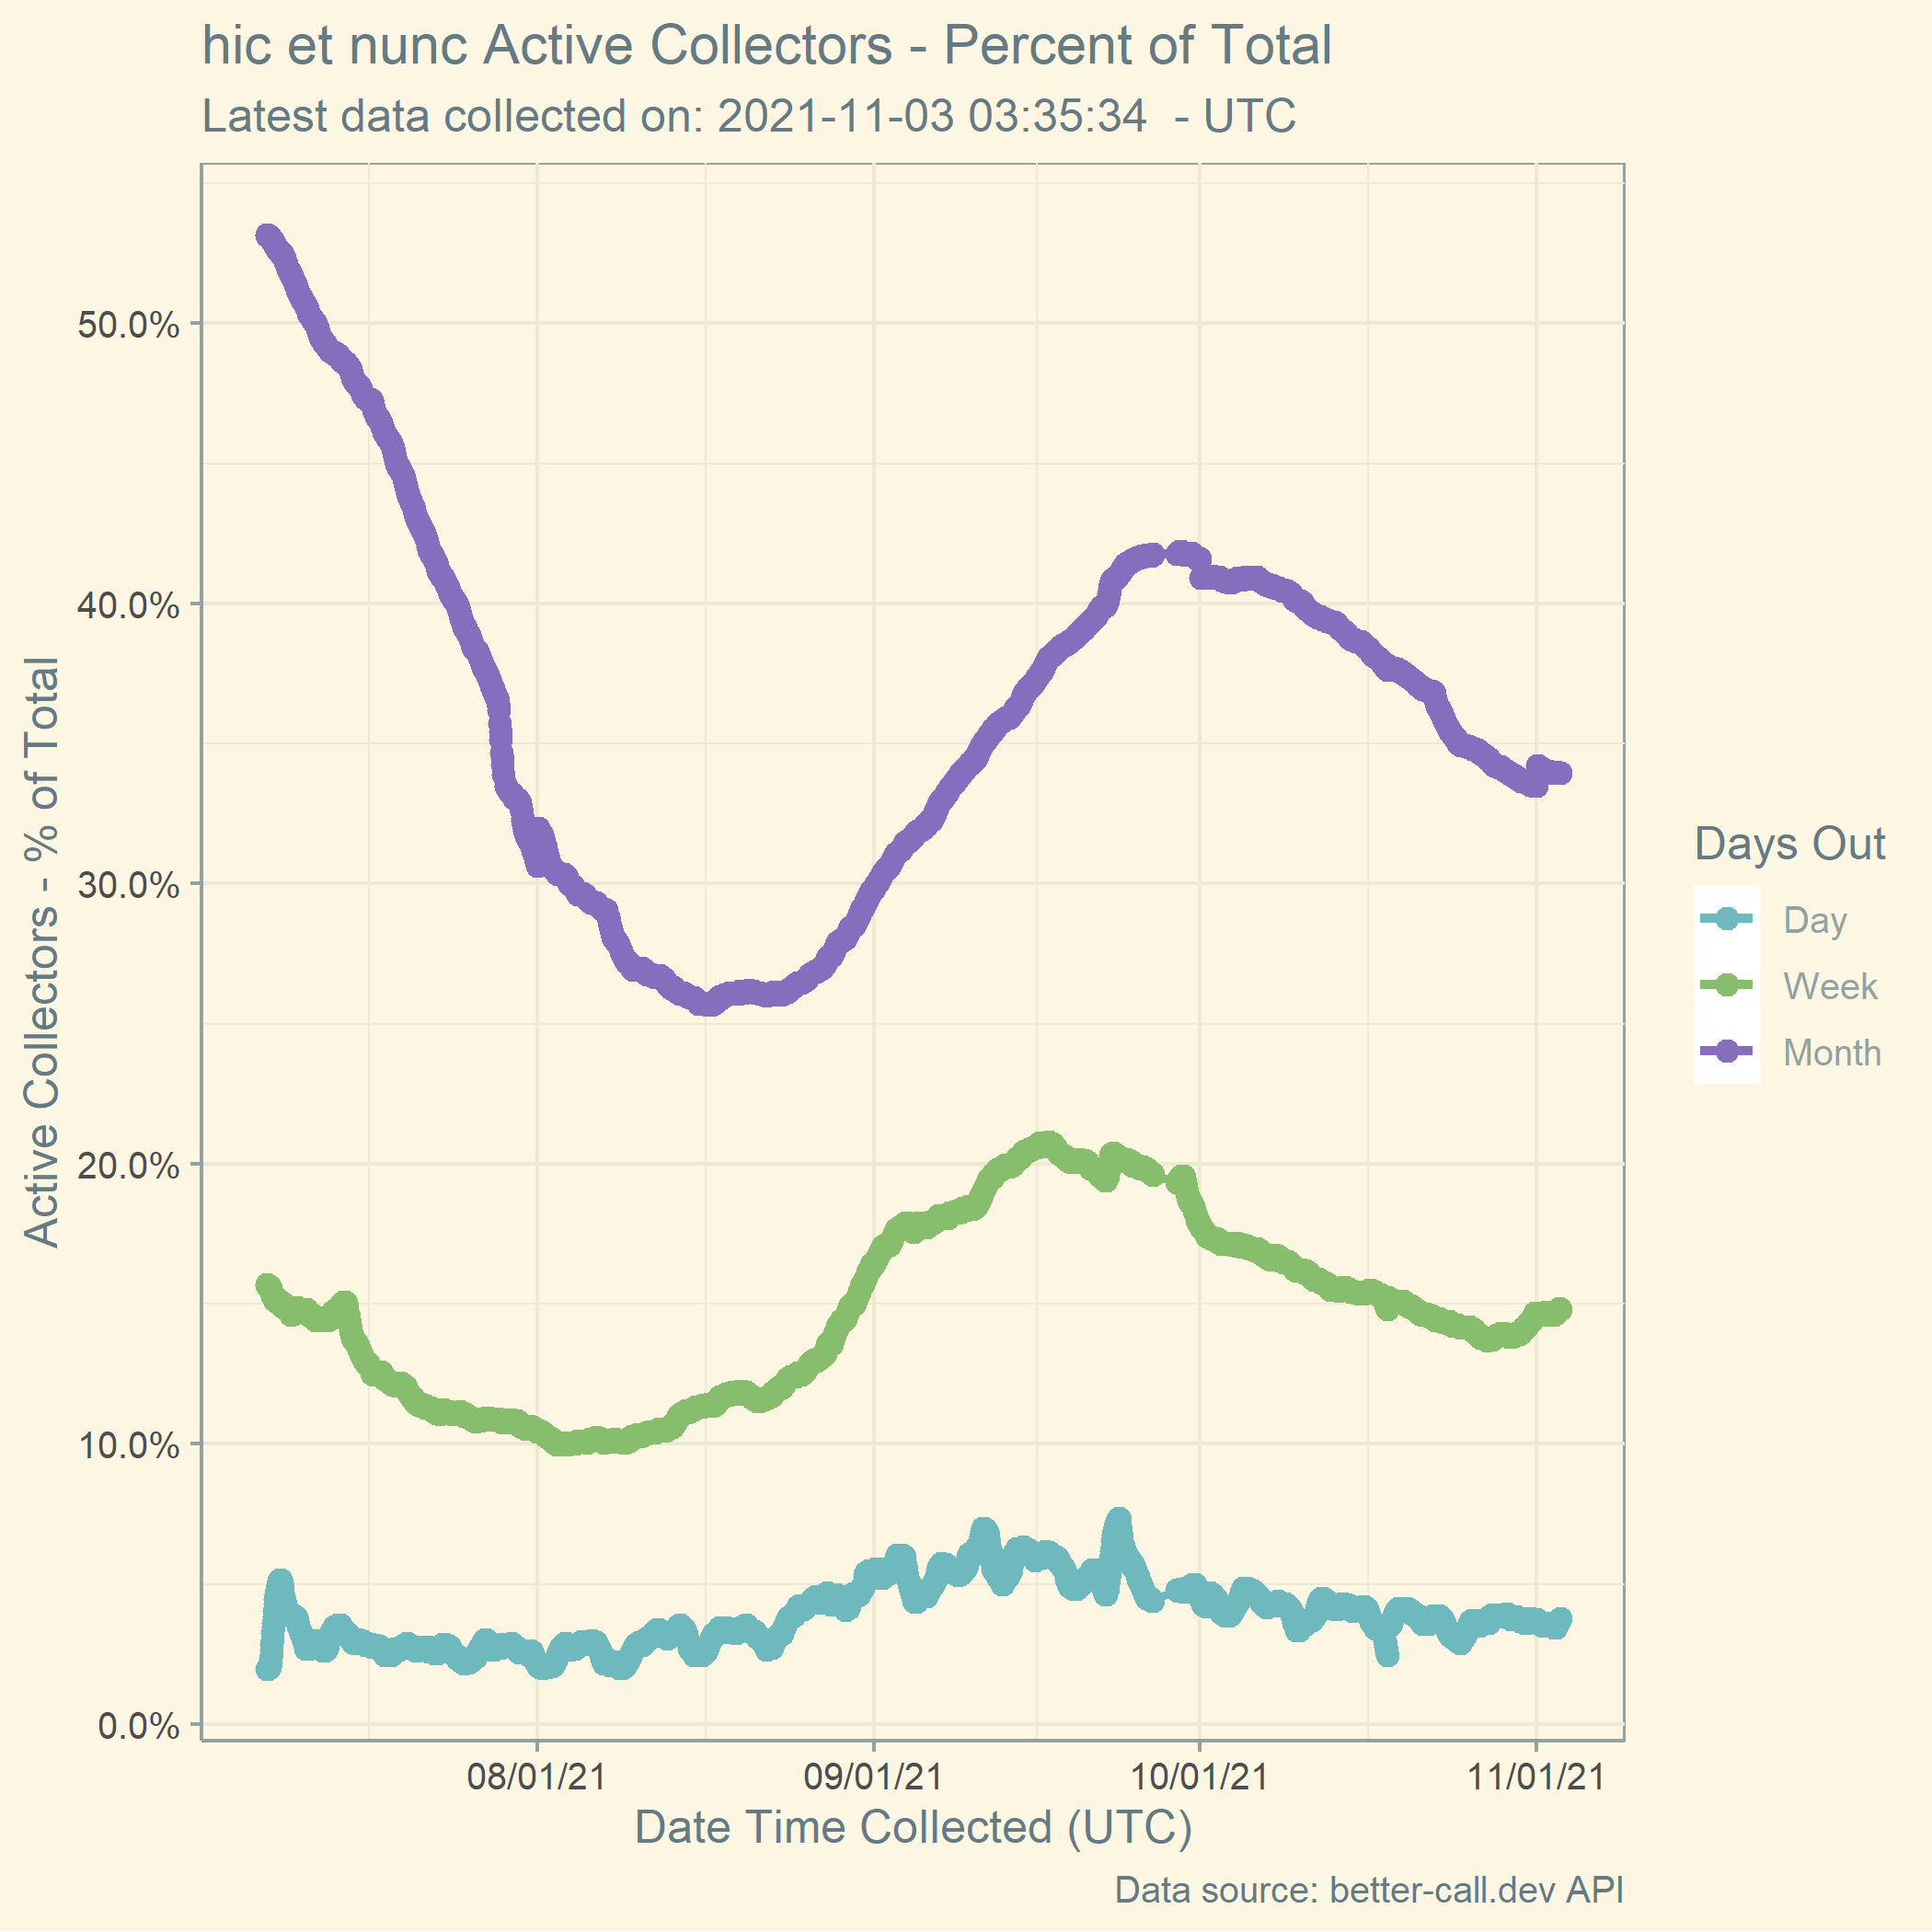 hic et nunc Active Collectors - Percent of Total
Latest data collected on: 2021-11-03 03:35:34  - UTC
Active Collectors - % of Total
50.0%
40.0%
30.0%
20.0%
10.0%
0.0%
08/01/21
09/01/21
10/01/21
11/01/21
Date Time Collected (UTC)
Days Out
Day
Week
Month
Data source: better-call.dev API